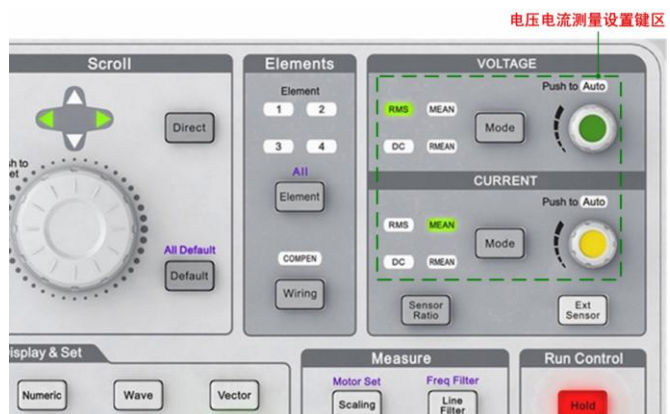 电压电流测量设置键区
Scroll
Elements
VOLTAGE
Element
Push to Auto
1 2
RMS MEAN
Direct
Mode
3 4
DC RMEAN
All
CURRENT
Element
Push to Auto
RMS MEAN
All Default
Mode
COMPEN
DC RMEAN
Default
Wiring
Sensor Ratio
Ext Sensor
Display & Set
Measure
Run Control
Motor Set
Freq Filter
Numeric
Wave
Vector
Scaling
Line Filter
Hold